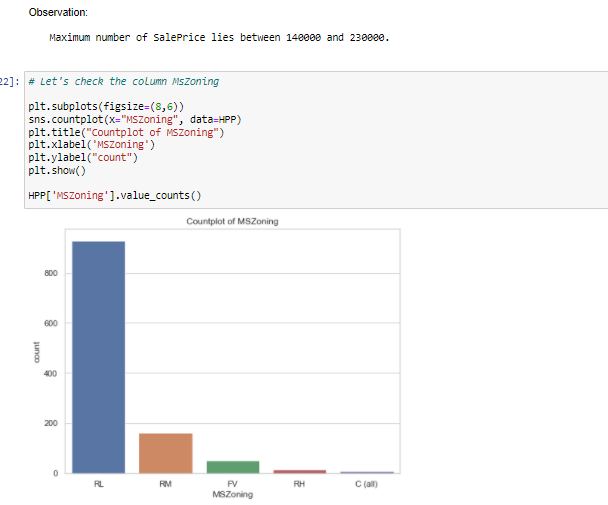 Observation:
Maximum number of SalePrice lies between 140000 and 230000.
22]: # Let's check the column MsZoning
plt.subplots(figsize=(8,6))
sns.countplot(x="MSZoning", data=HPP)
plt.title("Countplot of MSZoning")
plt.xlabel('MSZoning')
plt.ylabel("count")
plt.show()
HPP['MSZoning'].value_counts()
Countplot of MSZoning
800
600
400
200
0
count
RL RM FV RH C (all)
MSZoning